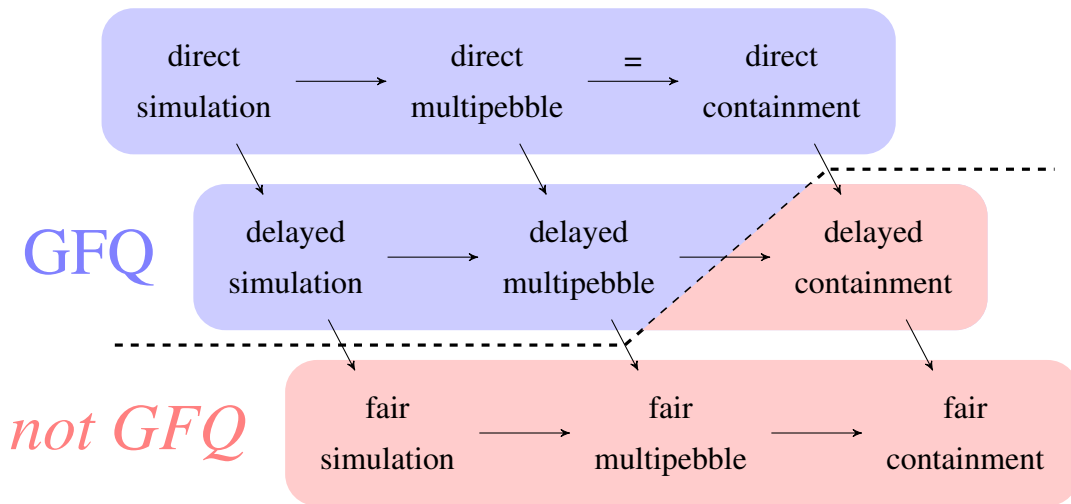 direct simulation
direct multipebble
=
direct containment
GFQ
delayed simulation
delayed multipebble
delayed containment
not GFQ
fair simulation
fair multipebble
fair containment